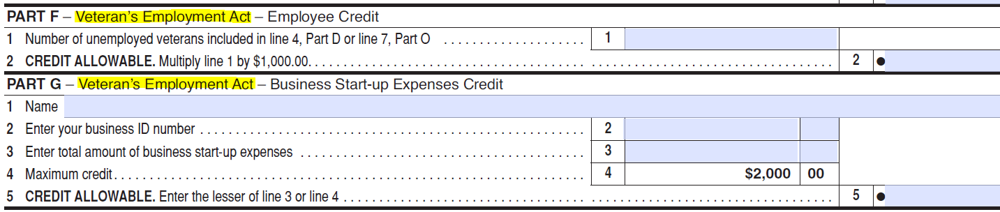 PART F – Veteran's Employment Act – Employee Credit
1 Number of unemployed veterans included in line 4, Part D or line 7, Part O . . . . . . . . . . . . . . . . . . . . 1
2 CREDIT ALLOWABLE. Multiply line 1 by $1,000.00. . . . . . . . . . . . . . . . . . . . 2 ●
PART G – Veteran's Employment Act – Business Start-up Expenses Credit
1 Name
2 Enter your business ID number . . . . . . . . . . . . . . . . . . . . 2
3 Enter total amount of business start-up expenses . . . . . . . . . . . . . . . . . . . . 3
4 Maximum credit. . . . . . . . . . . . . . . . . . . . 4 $2,000 00
5 CREDIT ALLOWABLE. Enter the lesser of line 3 or line 4 . . . . . . . . . . . . . . . . . . . . 5 ●